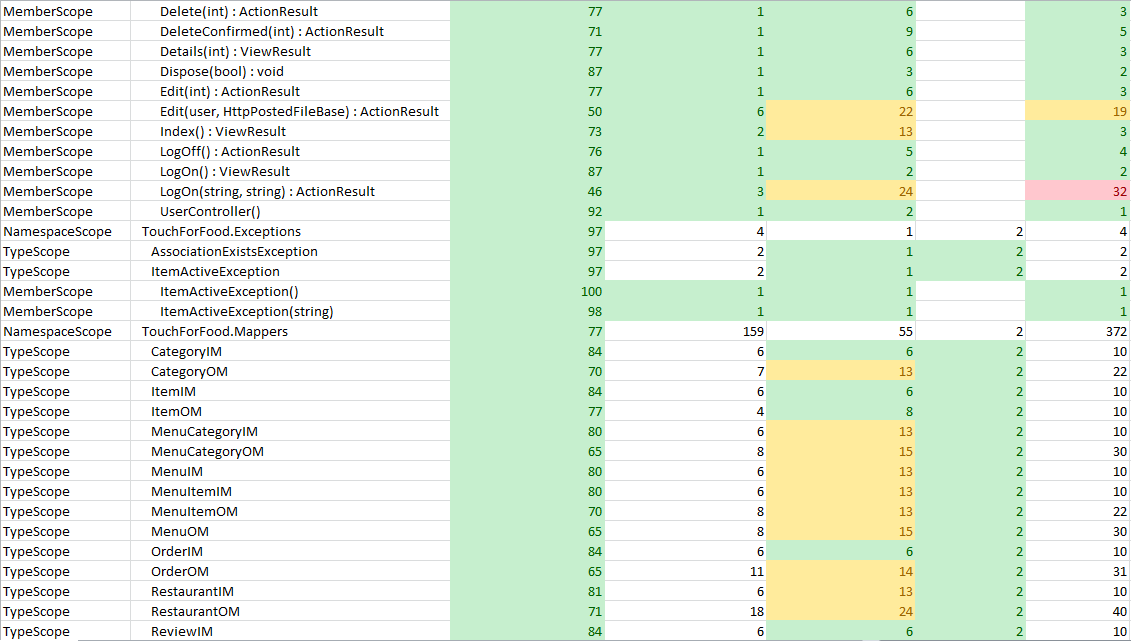 MemberScope Delete(int) : ActionResult 77 1 6 3
MemberScope DeleteConfirmed(int) : ActionResult 71 1 9 5
MemberScope Details(int) : ViewResult 77 1 6 3
MemberScope Dispose(bool) : void 87 1 3 2
MemberScope Edit(int) : ActionResult 77 1 6 3
MemberScope Edit(user, HttpPostedFileBase) : ActionResult 50 6 22 19
MemberScope Index() : ViewResult 73 2 13 3
MemberScope LogOff() : ActionResult 76 1 5 4
MemberScope LogOn() : ViewResult 87 1 2 2
MemberScope LogOn(string, string) : ActionResult 46 3 24 32
MemberScope UserController() 92 1 2 1
NamespaceScope TouchForFood.Exceptions 97 4 1 2 4
TypeScope AssociationExistsException 97 2 1 2 2
TypeScope ItemActiveException 97 2 1 2 2
MemberScope ItemActiveException() 100 1 1 1
MemberScope ItemActiveException(string) 98 1 1 1
NamespaceScope TouchForFood.Mappers 77 159 55 2 372
TypeScope CategoryIM 84 6 6 2 10
TypeScope CategoryOM 70 7 13 2 22
TypeScope ItemIM 84 6 6 2 10
TypeScope ItemOM 77 4 8 2 10
TypeScope MenuCategoryIM 80 6 13 2 10
TypeScope MenuCategoryOM 65 8 15 2 30
TypeScope MenuIM 80 6 13 2 10
TypeScope MenuItemIM 80 6 13 2 10
TypeScope MenuItemOM 70 8 13 2 22
TypeScope MenuOM 65 8 15 2 30
TypeScope OrderIM 84 6 6 2 10
TypeScope OrderOM 65 11 14 2 31
TypeScope RestaurantIM 81 6 13 2 10
TypeScope RestaurantOM 71 18 24 2 40
TypeScope ReviewIM 84 6 6 2 10